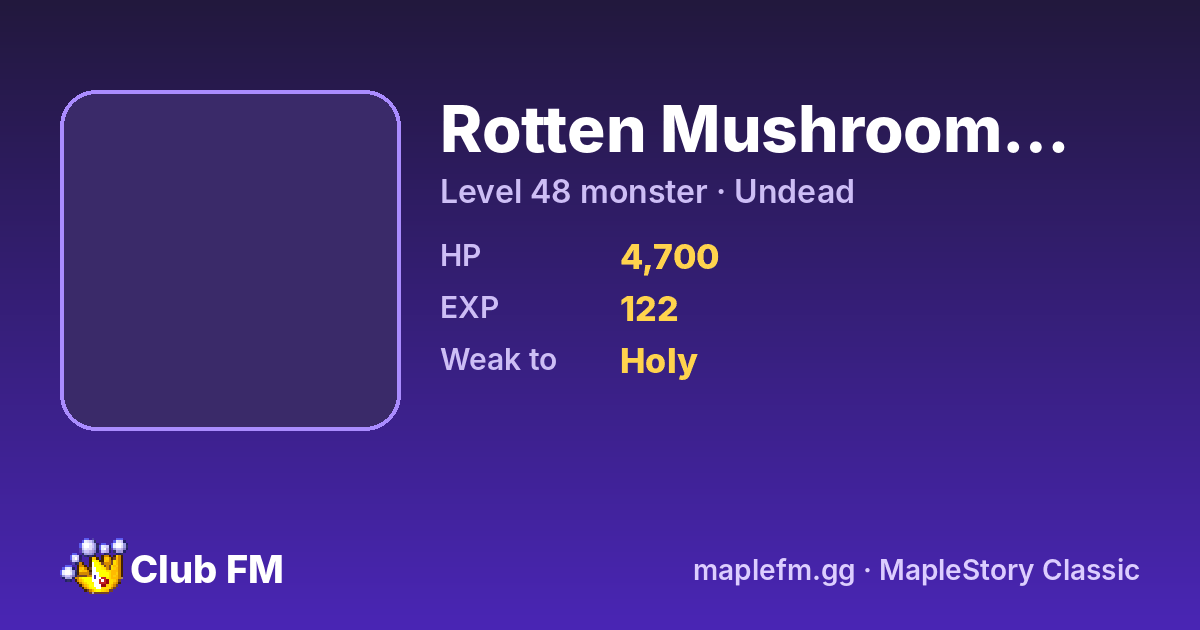 Rotten Mushroom...
Level 48 monster · Undead
HP 4,700
EXP 122
Weak to Holy
Club FM
maplefm.gg · MapleStory Classic